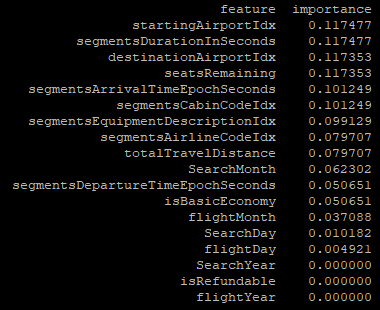 feature importance
startingAirportIdx 0.117477
segmentsDurationInSeconds 0.117477
destinationAirportIdx 0.117353
seatsRemaining 0.117353
segmentsArrivalTimeEpochSeconds 0.101249
segmentsCabinCodeIdx 0.101249
segmentsEquipmentDescriptionIdx 0.099129
segmentsAirlineCodeIdx 0.079707
totalTravelDistance 0.079707
SearchMonth 0.062302
segmentsDepartureTimeEpochSeconds 0.050651
isBasicEconomy 0.050651
flightMonth 0.037088
SearchDay 0.010182
flightDay 0.004921
SearchYear 0.000000
isRefundable 0.000000
flightYear 0.000000